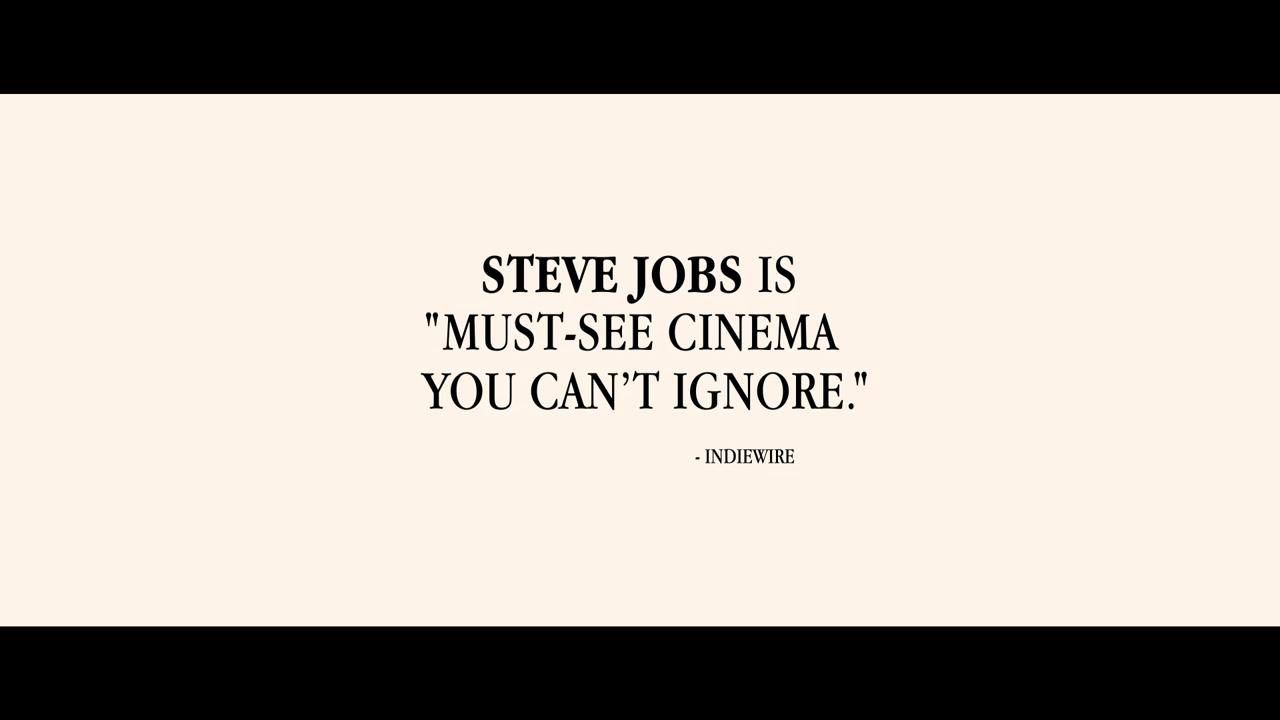 STEVE JOBS IS
"MUST-SEE CINEMA
YOU CAN’T IGNORE."
- INDIEWIRE